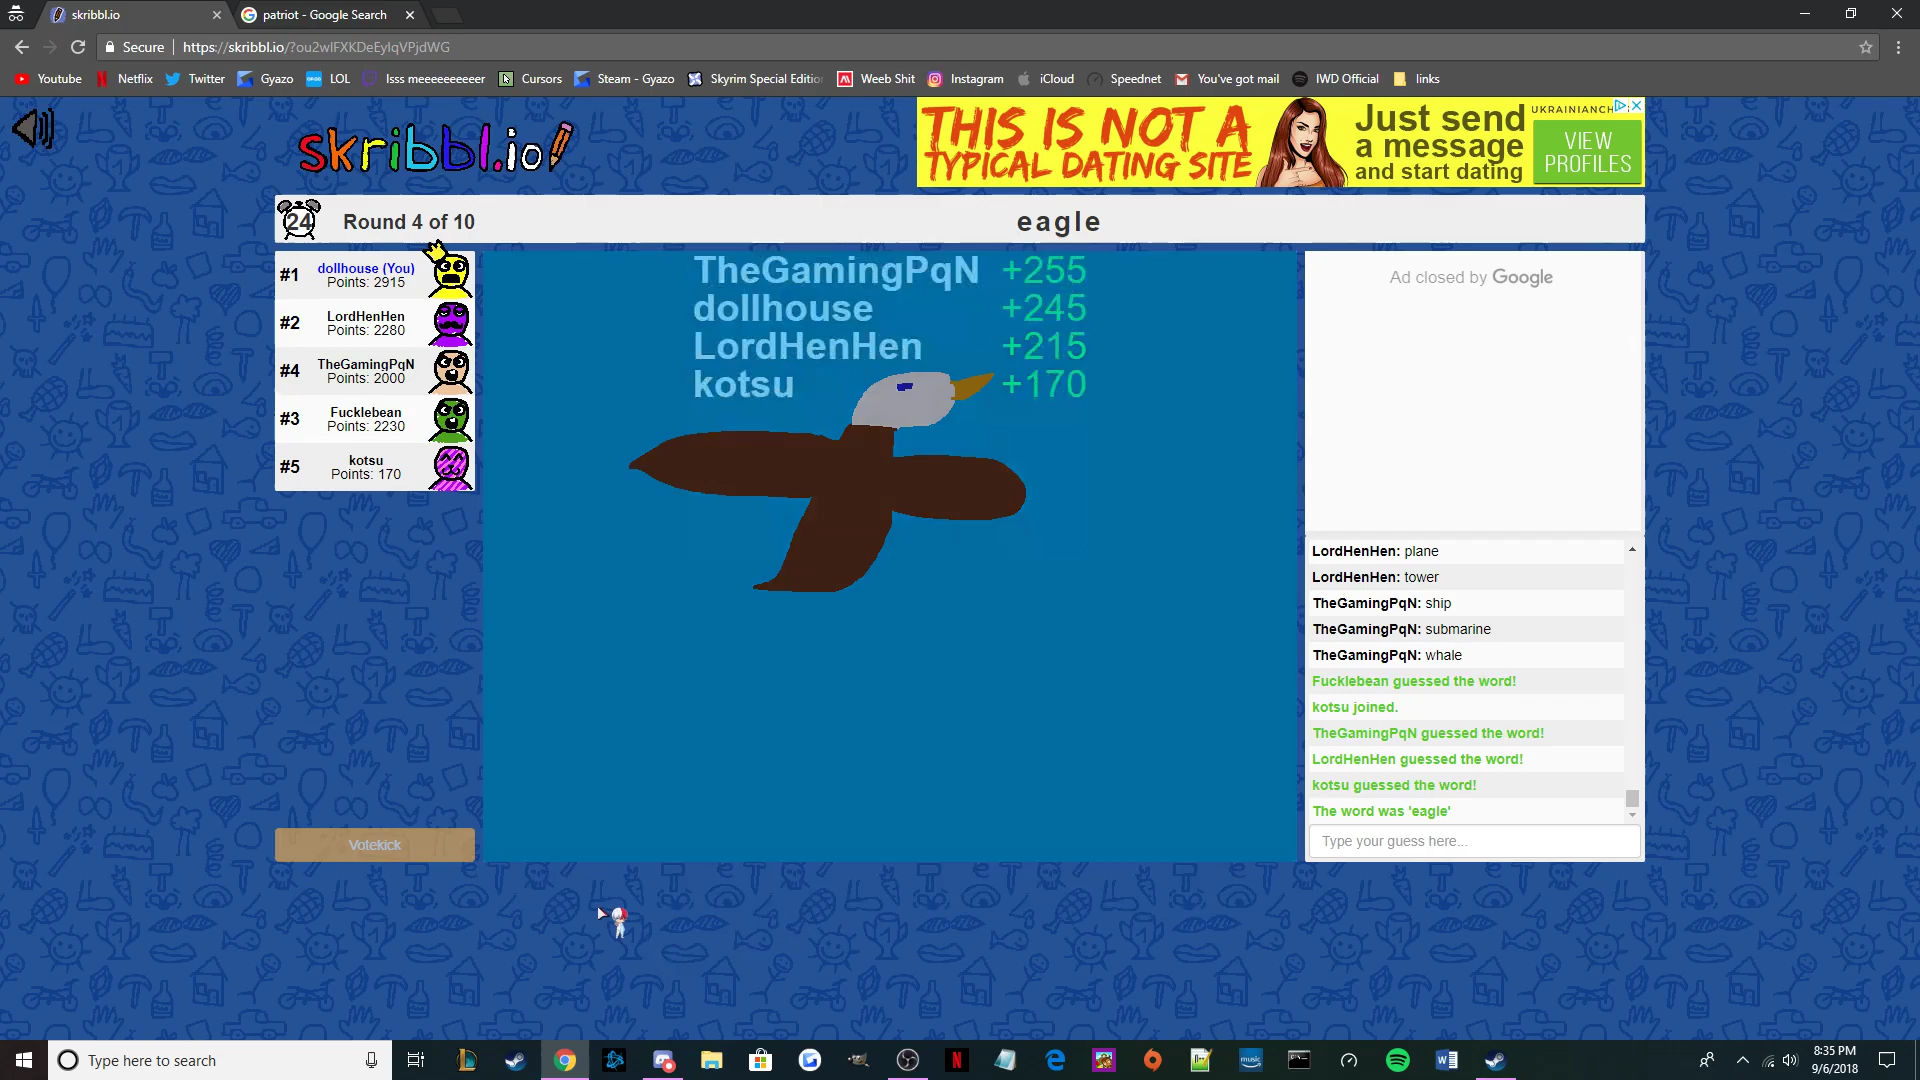 skribbl.io
patriot - Google Search
Secure
https://skribbl.io/?ou2wlFXKDeEylqVPjdWG
Youtube
Netflix
Twitter
Gyazo
LOL
Isss meeeeeeeeeer
Cursors
Steam - Gyazo
Skyrim Special Edition
Weeb Shit
Instagram
iCloud
Speednet
You've got mail
IWD Official
links
skribbl.io
THIS IS NOT A
TYPICAL DATING SITE
Just send
a message
and start dating
UKRAINIANCH
VIEW
PROFILES
24
Round 4 of 10
eagle
#1
dollhouse (You)
Points: 2915
#2
LordHenHen
Points: 2280
#4
TheGamingPqN
Points: 2000
#3
Fucklebean
Points: 2230
#5
kotsu
Points: 170
Votekick
TheGamingPqN +255
dollhouse +245
LordHenHen +215
kotsu +170
Ad closed by Google
LordHenHen: plane
LordHenHen: tower
TheGamingPqN: ship
TheGamingPqN: submarine
TheGamingPqN: whale
Fucklebean guessed the word!
kotsu joined.
TheGamingPqN guessed the word!
LordHenHen guessed the word!
kotsu guessed the word!
The word was 'eagle'
Type your guess here...
Type here to search
music
8:35 PM
9/6/2018